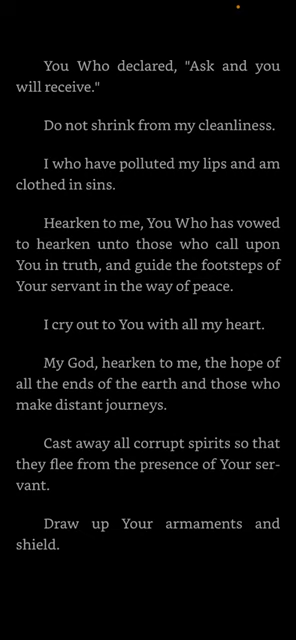 You Who declared, "Ask and you
will receive."
Do not shrink from my cleanliness.
I who have polluted my lips and am
clothed in sins.
Hearken to me, You Who has vowed
to hearken unto those who call upon
You in truth, and guide the footsteps of
Your servant in the way of peace.
I cry out to You with all my heart.
My God, hearken to me, the hope of
all the ends of the earth and those who
make distant journeys.
Cast away all corrupt spirits so that
they flee from the presence of Your ser-
vant.
Draw up Your armaments and
shield.